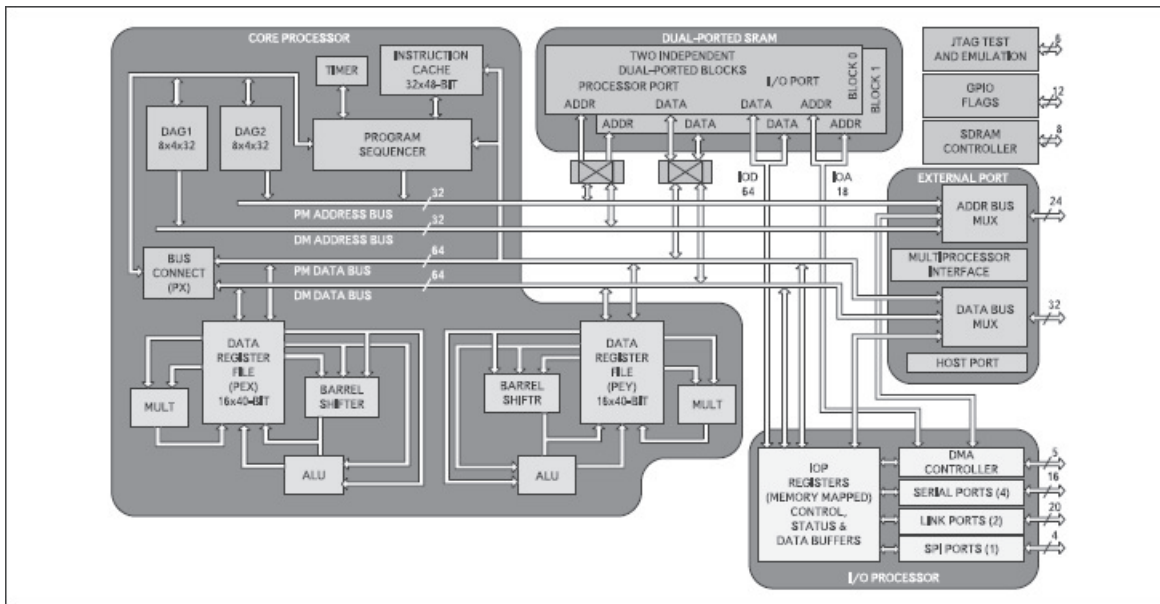 CORE PROCESSOR
TIMER
INSTRUCTION
CACHE
32x48-BIT
DAG1
8x4x32
DAG2
8x4x32
PROGRAM
SEQUENCER
32
PM ADDRESS BUS
32
DM ADDRESS BUS
BUS
CONNECT
(PX)
64
PM DATA BUS
64
DM DATA BUS
DATA
REGISTER
FILE
(PEX)
16x40-BIT
MULT
BARREL
SHIFTER
ALU
DATA
REGISTER
FILE
(PEY)
16x40-BIT
BARREL
SHIFTR
MULT
ALU
DUAL-PORTED SRAM
TWO INDEPENDENT
DUAL-PORTED BLOCKS
PROCESSOR PORT
I/O PORT
ADDR DATA DATA ADDR
BLOCK 0
ADDR DATA DATA ADDR
BLOCK 1
IOD
64
IOA
18
JTAG TEST
AND EMULATION
6
GPIO
FLAGS
12
SDRAM
CONTROLLER
8
EXTERNAL PORT
ADDR BUS
MUX
24
MULTIPROCESSOR
INTERFACE
DATA BUS
MUX
32
HOST PORT
IOP
REGISTERS
(MEMORY MAPPED)
CONTROL,
STATUS &
DATA BUFFERS
DMA
CONTROLLER
5
SERIAL PORTS (4)
16
LINK PORTS (2)
20
SPI PORTS (1)
4
I/O PROCESSOR